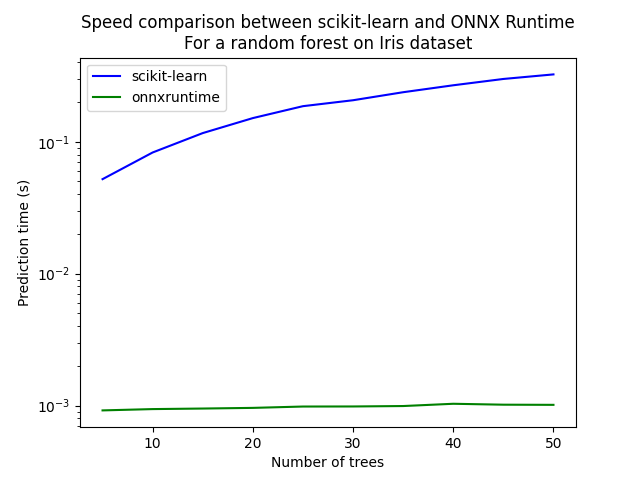 Speed comparison between scikit-learn and ONNX Runtime
For a random forest on Iris dataset
scikit-learn
onnxruntime
10⁻¹
10⁻²
10⁻³
Prediction time (s)
10 20 30 40 50
Number of trees